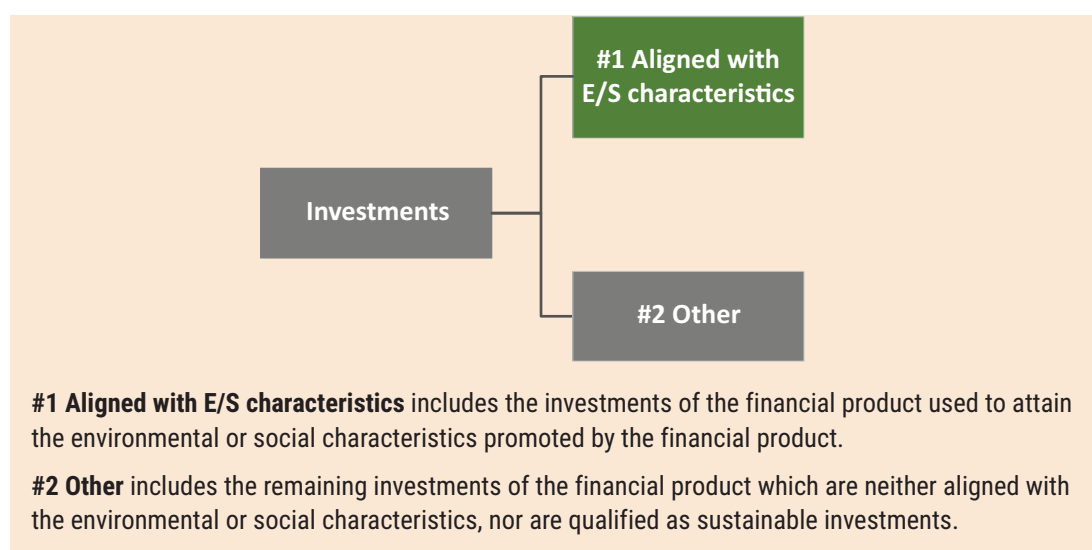 #1 Aligned with
E/S characteristics
Investments
#2 Other
#1 Aligned with E/S characteristics includes the investments of the financial product used to attain
the environmental or social characteristics promoted by the financial product.
#2 Other includes the remaining investments of the financial product which are neither aligned with
the environmental or social characteristics, nor are qualified as sustainable investments.